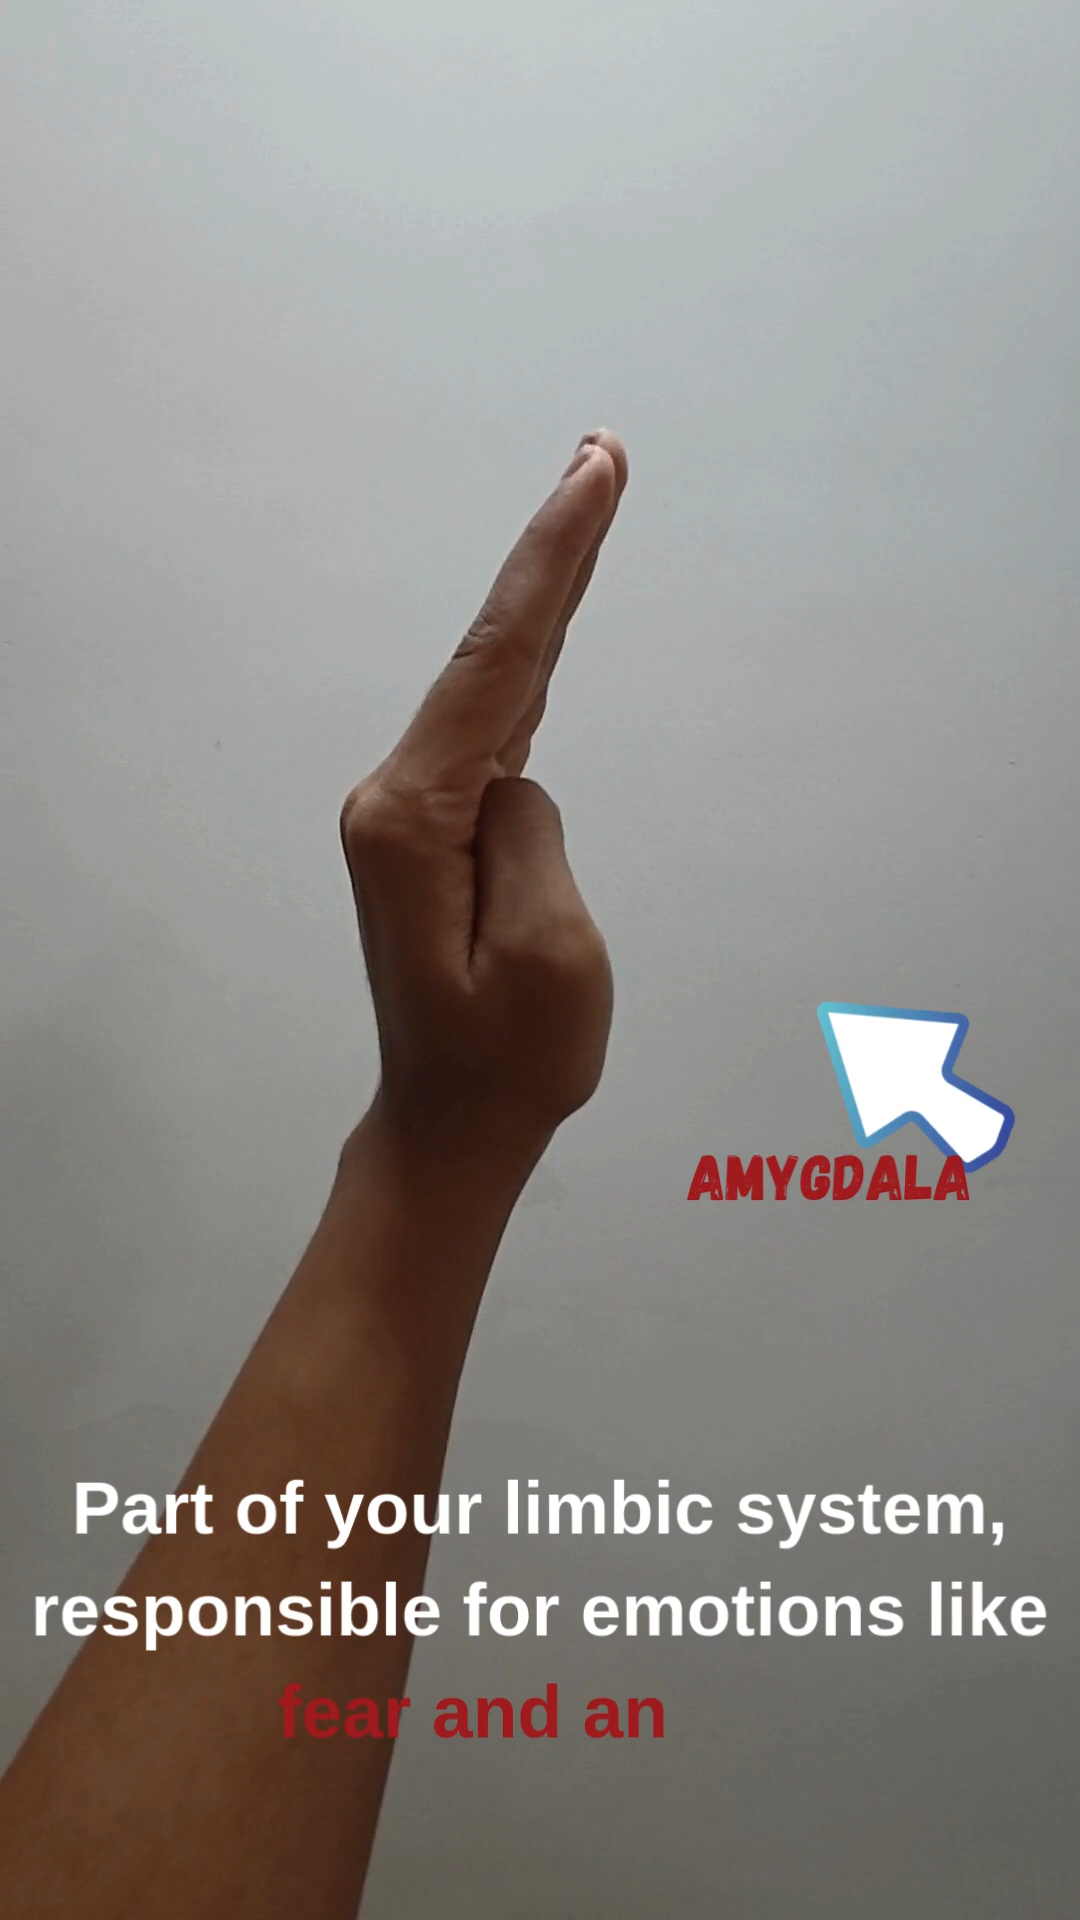 AMYGDALA
Part of your limbic system,
responsible for emotions like
fear and an